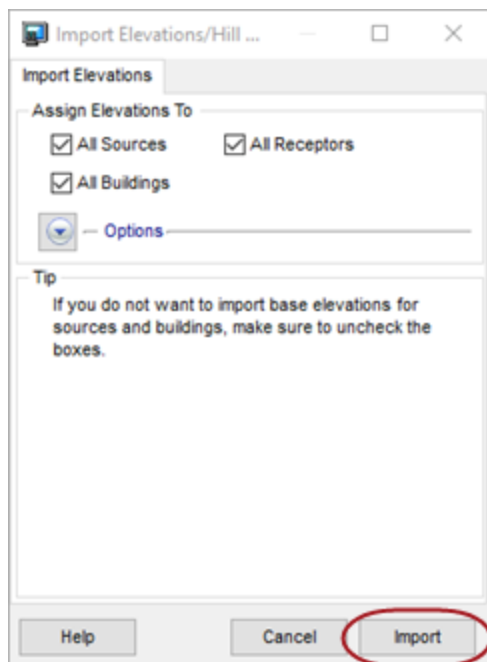 Import Elevations/Hill ...
Import Elevations
Assign Elevations To
All Sources
All Receptors
All Buildings
Options
Tip
If you do not want to import base elevations for
sources and buildings, make sure to uncheck the
boxes.
Help
Cancel
Import